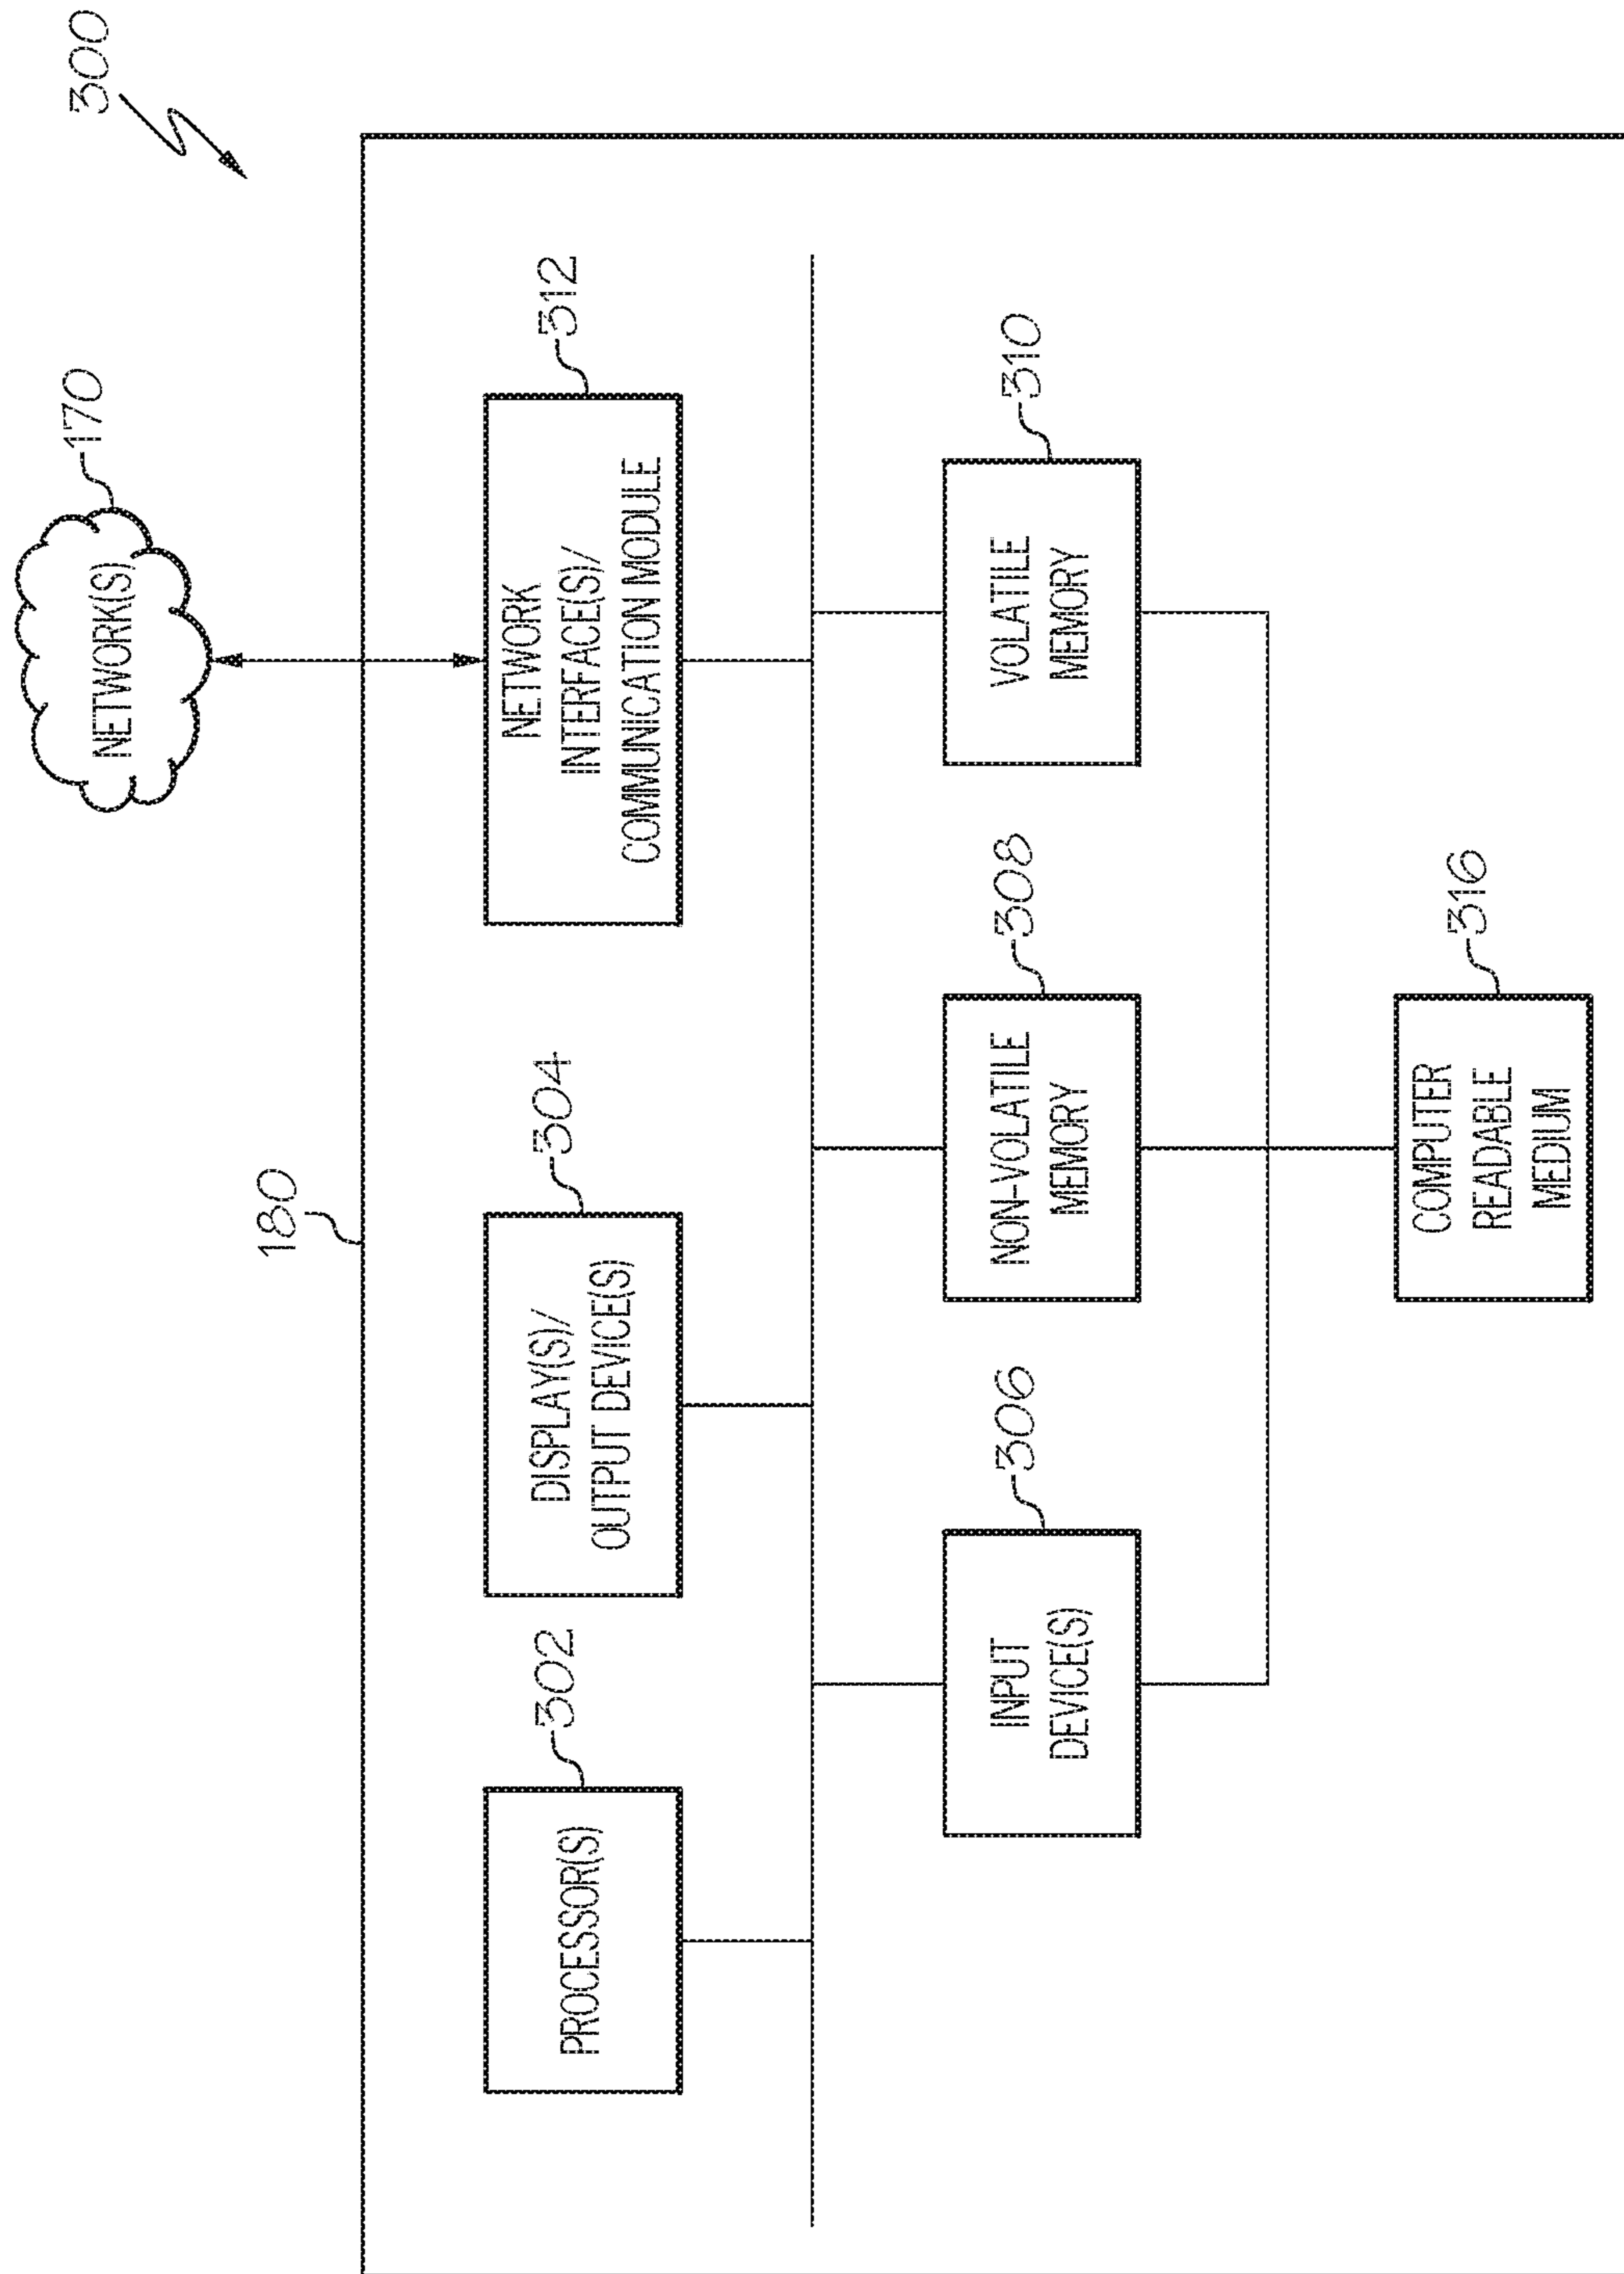 300
NETWORK(S)
170
180
PROCESSOR(S)
302
DISPLAY(S)/
OUTPUT DEVICE(S)
304
NETWORK
INTERFACE(S)/
COMMUNICATION MODULE
312
INPUT
DEVICE(S)
306
NON-VOLATILE
MEMORY
308
VOLATILE
MEMORY
310
COMPUTER
READABLE
MEDIUM
316